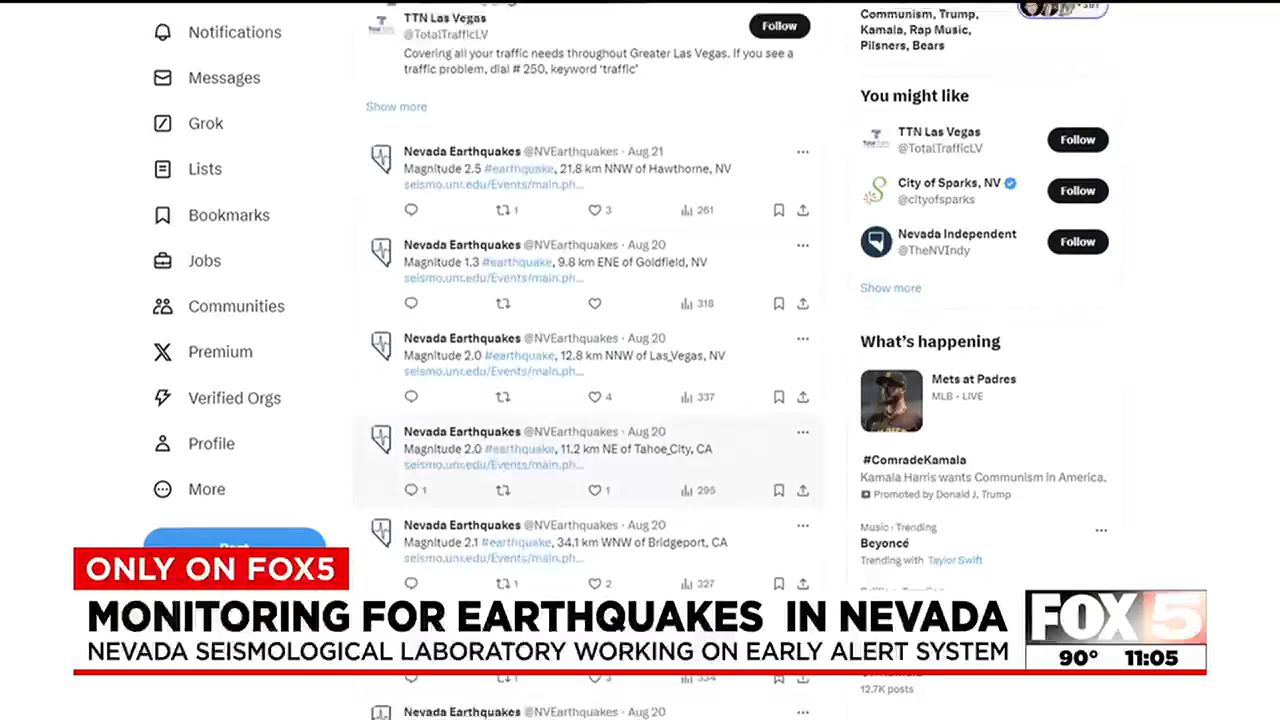 Notifications
Messages
Grok
Lists
Bookmarks
Jobs
Communities
Premium
Verified Orgs
Profile
More
TTN Las Vegas
@TotalTrafficLV
Follow
Covering all your traffic needs throughout Greater Las Vegas. If you see a
traffic problem, dial # 250, keyword 'traffic'
Show more
Nevada Earthquakes @NVEarthquakes · Aug 21
Magnitude 2.5 #earthquake, 21.8 km NNW of Hawthorne, NV
seismo.unr.edu/Events/main.ph...
1 3 261
Nevada Earthquakes @NVEarthquakes · Aug 20
Magnitude 1.3 #earthquake, 9.8 km ENE of Goldfield, NV
seismo.unr.edu/Events/main.ph...
318
Nevada Earthquakes @NVEarthquakes · Aug 20
Magnitude 2.0 #earthquake, 12.8 km NNW of Las_Vegas, NV
seismo.unr.edu/Events/main.ph...
4 337
Nevada Earthquakes @NVEarthquakes · Aug 20
Magnitude 2.0 #earthquake, 11.2 km NE of Tahoe_City, CA
seismo.unr.edu/Events/main.ph...
1 1 295
Nevada Earthquakes @NVEarthquakes · Aug 20
Magnitude 2.1 #earthquake, 34.1 km WNW of Bridgeport, CA
seismo.unr.edu/Events/main.ph...
1 2 327
Nevada Earthquakes @NVEarthquakes · Aug 20
Communism, Trump,
Kamala, Rap Music,
Pilsners, Bears
You might like
TTN Las Vegas
@TotalTrafficLV
Follow
City of Sparks, NV
@cityofsparks
Follow
Nevada Independent
@TheNVIndy
Follow
Show more
What's happening
Mets at Padres
MLB · LIVE
#ComradeKamala
Kamala Harris wants Communism in America.
Promoted by Donald J. Trump
Music · Trending
Beyoncé
Trending with Taylor Swift
12.7K posts
ONLY ON FOX5
MONITORING FOR EARTHQUAKES IN NEVADA
NEVADA SEISMOLOGICAL LABORATORY WORKING ON EARLY ALERT SYSTEM
FOX 5
90° 11:05